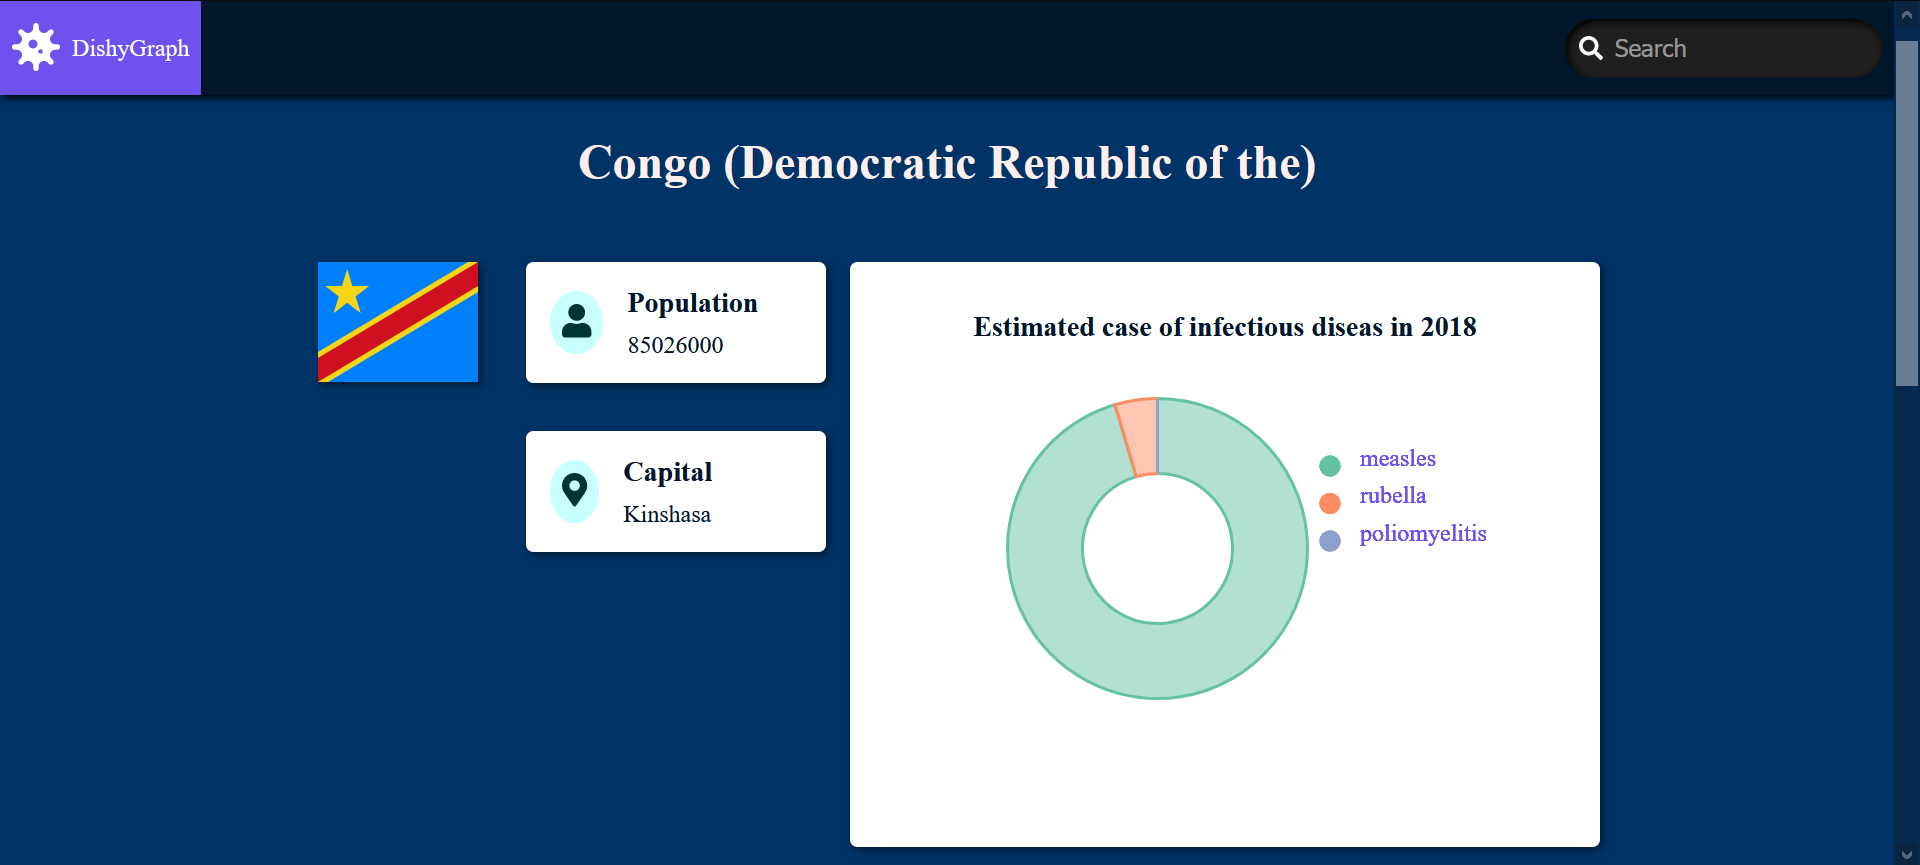 DishyGraph
Search
Congo (Democratic Republic of the)
Population
85026000
Capital
Kinshasa
Estimated case of infectious diseas in 2018
measles
rubella
poliomyelitis